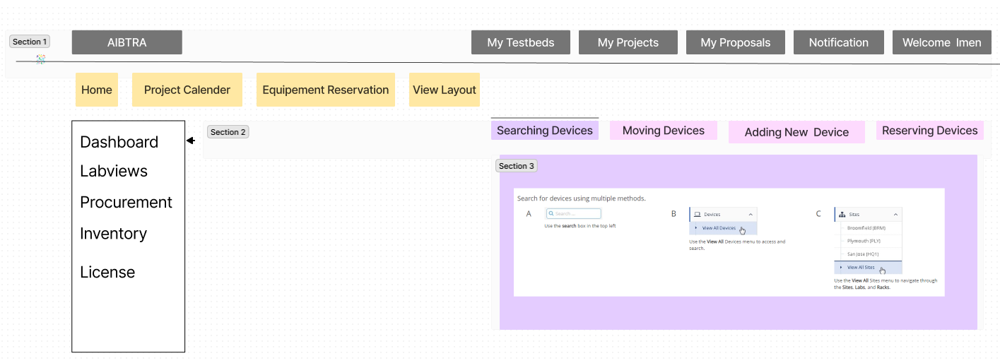 Section 1
AIBTRA
My Testbeds
My Projects
My Proposals
Notification
Welcome Imen
Home
Project Calender
Equipement Reservation
View Layout
Dashboard
Labviews
Procurement
Inventory
License
Section 2
Searching Devices
Moving Devices
Adding New Device
Reserving Devices
Section 3
Search for devices using multiple methods.
A
Search ...
Use the search box in the top left
B
Devices
View All Devices
Use the View All Devices menu to access and
search.
C
Sites
Broomfield [BRM]
Plymouth [PLY]
San Jose [HQ1]
View All Sites
Use the View All Sites menu to navigate through
the Sites, Labs, and Racks.